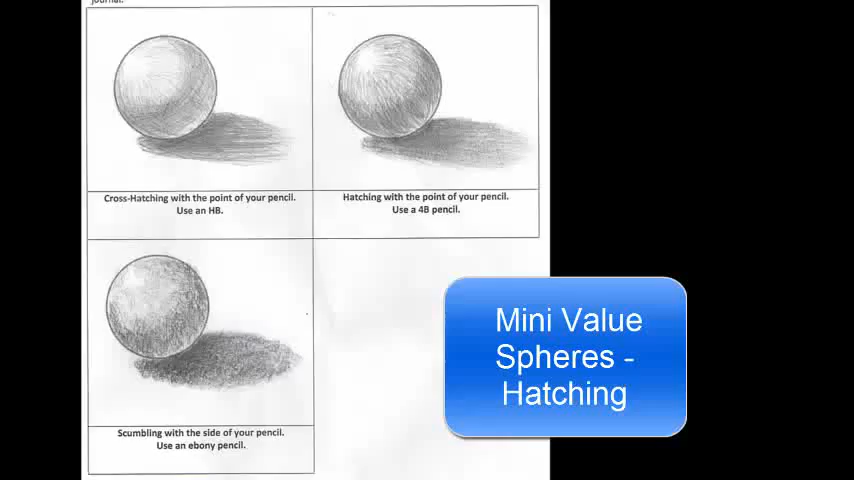 journal.
Cross-Hatching with the point of your pencil.
Use an HB.
Hatching with the point of your pencil.
Use a 4B pencil.
Scumbling with the side of your pencil.
Use an ebony pencil.
Mini Value
Spheres -
Hatching